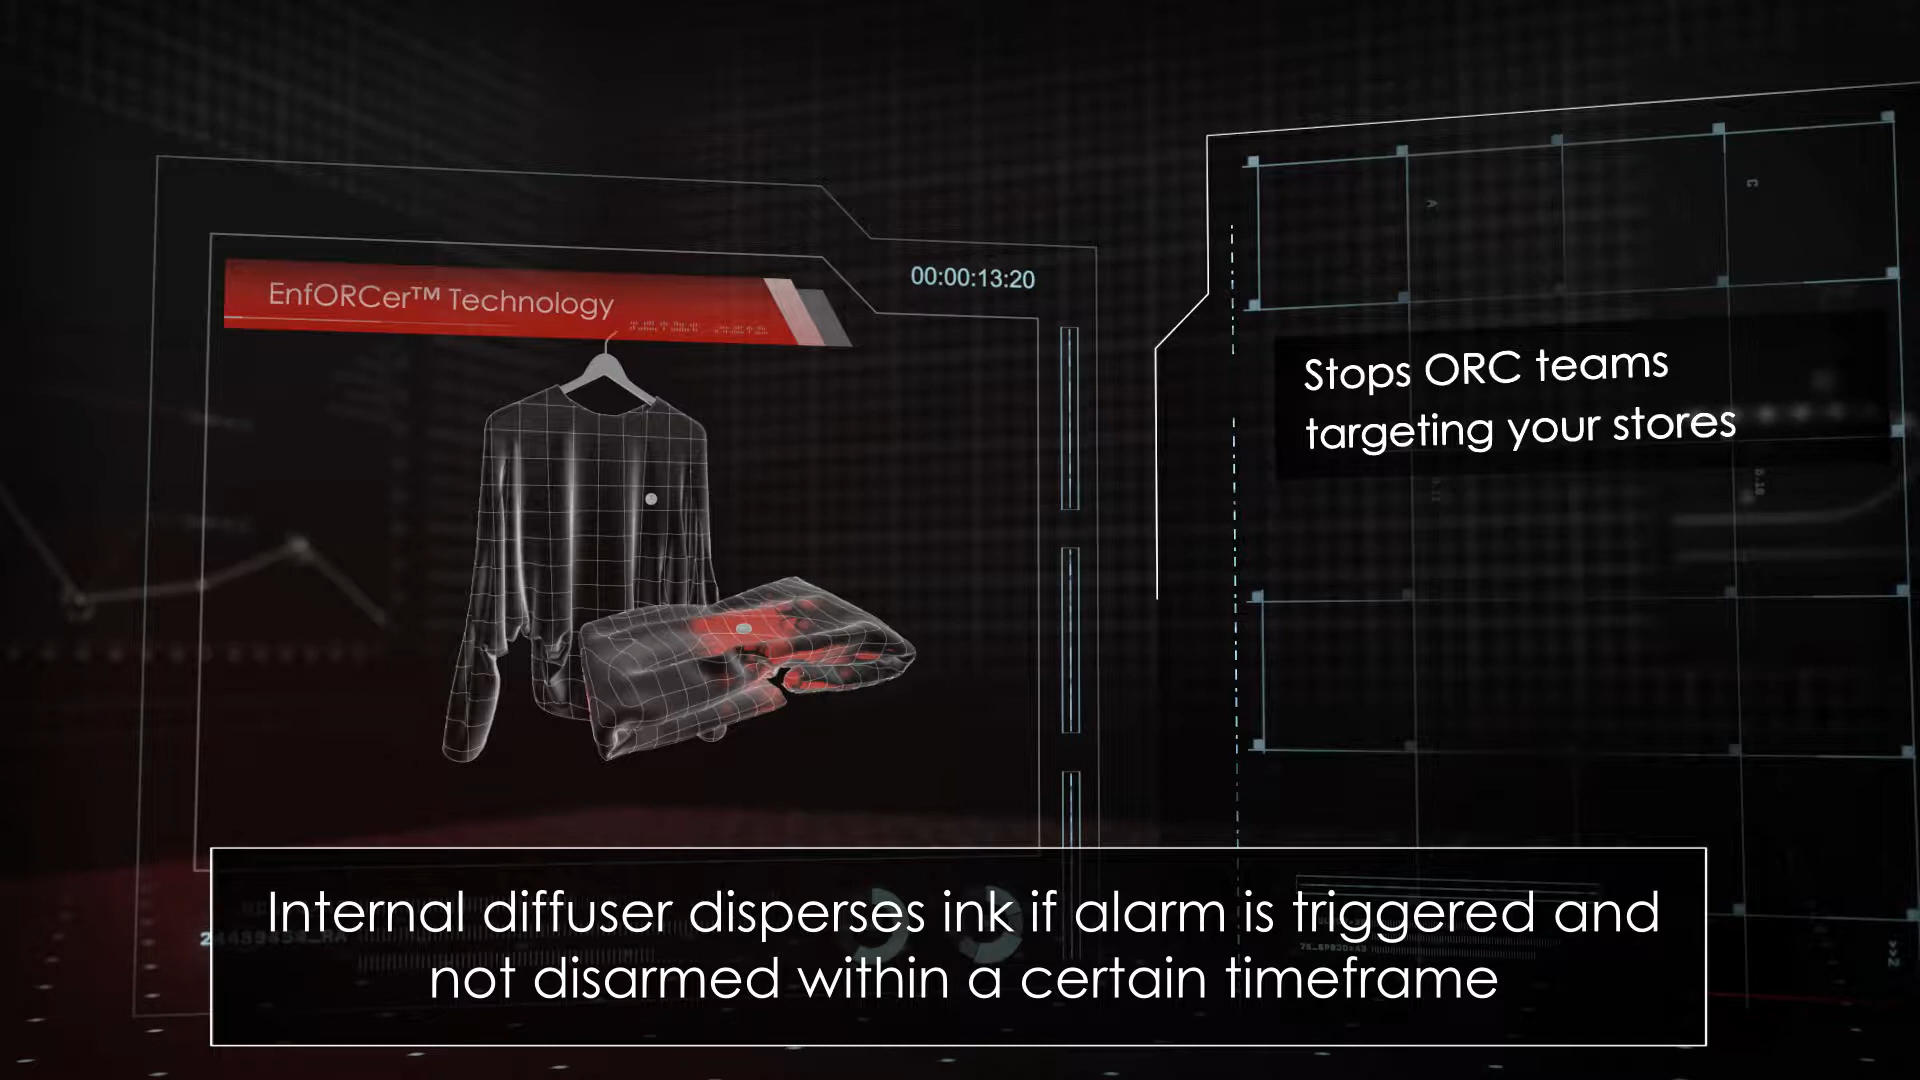 EnfORCer™ Technology
00:00:13:20
A
C
Stops ORC teams
targeting your stores
Internal diffuser disperses ink if alarm is triggered and
not disarmed within a certain timeframe